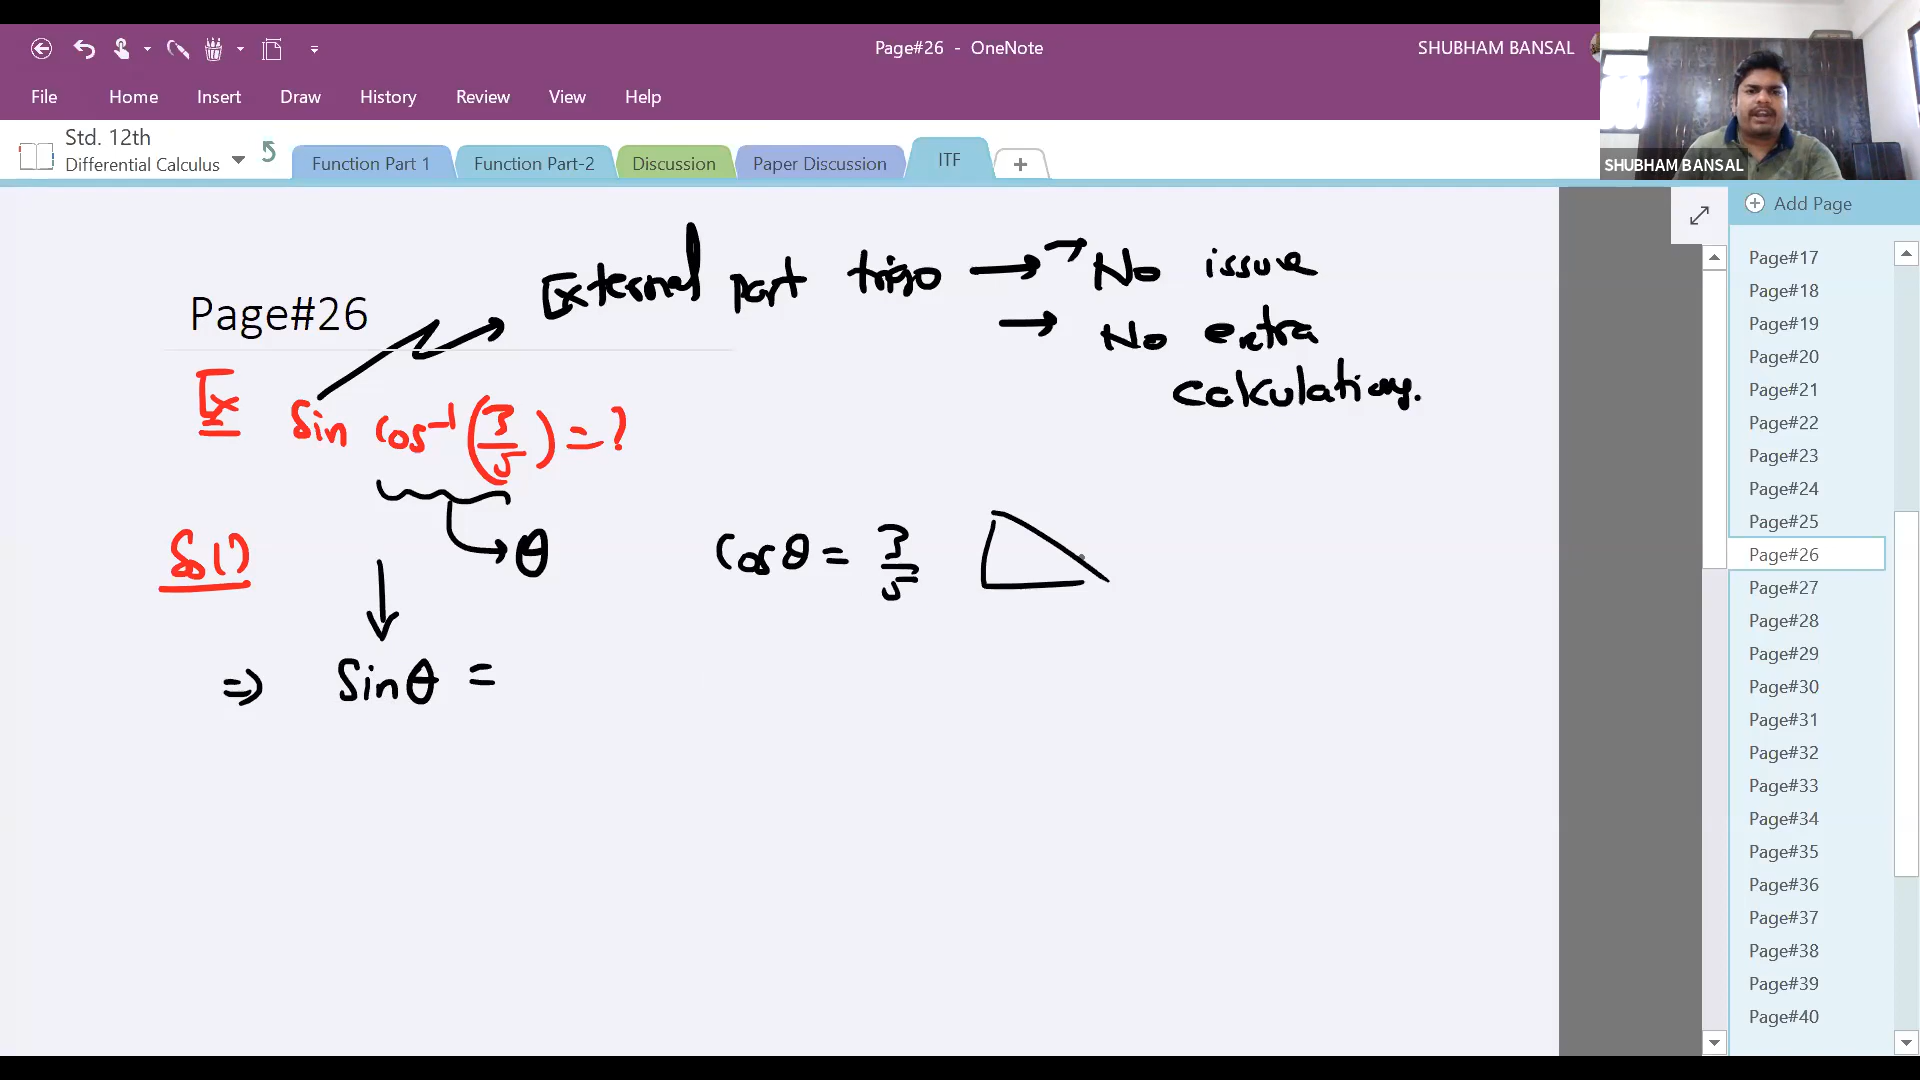 Page#26 - OneNote
SHUBHAM BANSAL
File Home Insert Draw History Review View Help
SHUBHAM BANSAL
Std. 12th
Differential Calculus
Function Part 1
Function Part-2
Discussion
Paper Discussion
ITF
+
Add Page
Page#26
External part trigo → → No issue
→ No extra
calculations.
Ex sin cos⁻¹(3/5) = ?
θ
Sol)
cosθ = 3/5
⇒ sinθ =
Page#17
Page#18
Page#19
Page#20
Page#21
Page#22
Page#23
Page#24
Page#25
Page#26
Page#27
Page#28
Page#29
Page#30
Page#31
Page#32
Page#33
Page#34
Page#35
Page#36
Page#37
Page#38
Page#39
Page#40